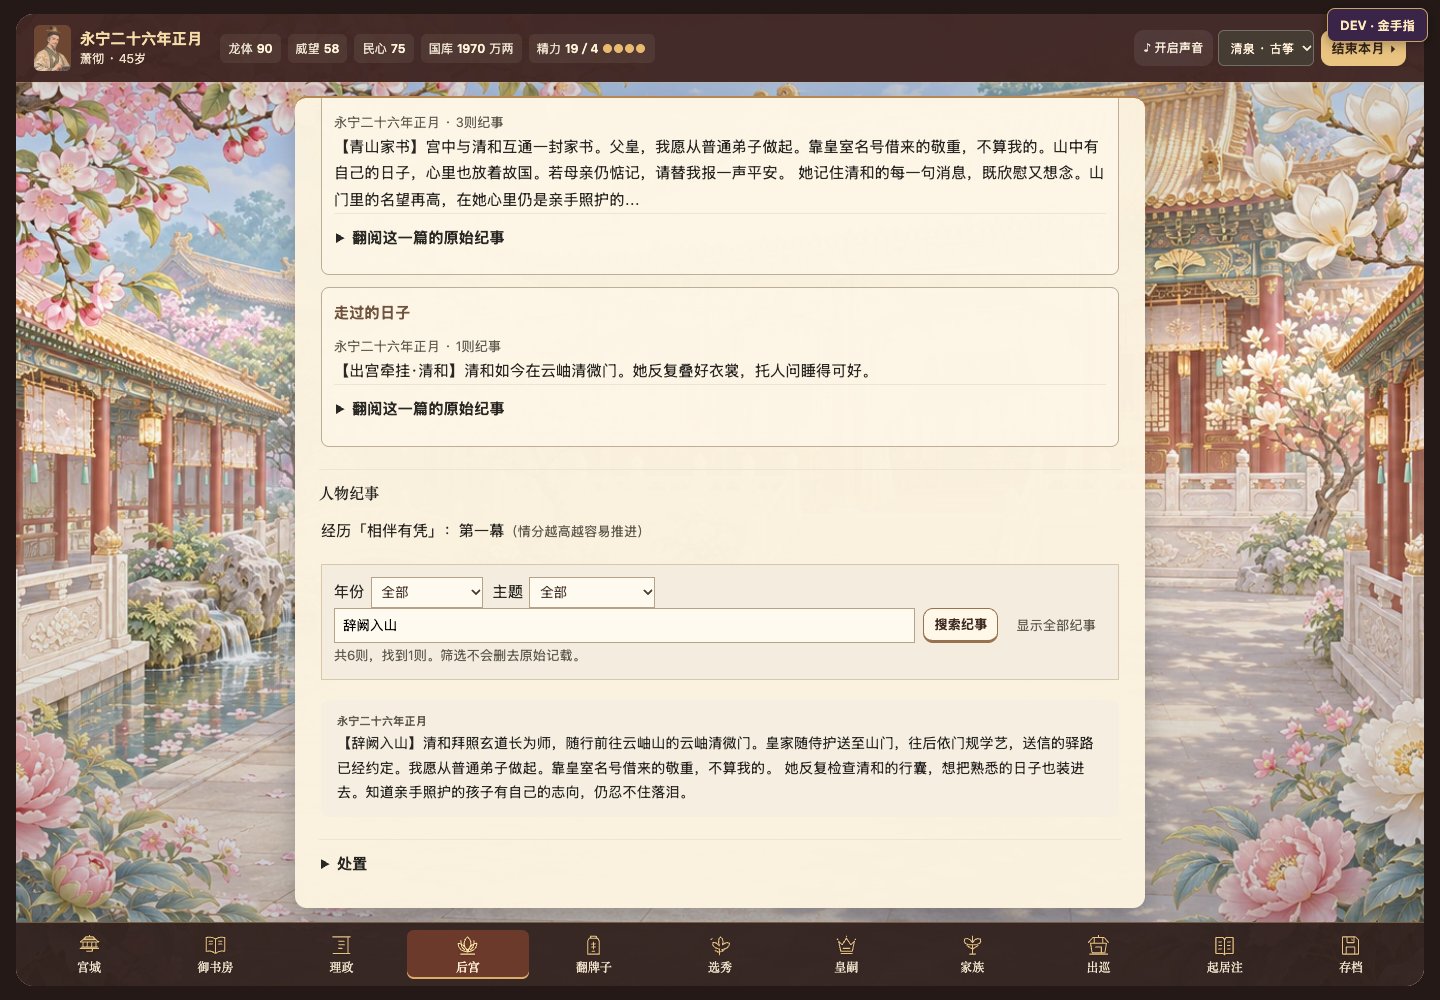 DEV · 金手指
永宁二十六年正月
萧彻 · 45岁
龙体 90
威望 58
民心 75
国库 1970 万两
精力 19 / 4
♪ 开启声音
清泉 · 古筝
结束本月 ›
永宁二十六年正月 · 3则纪事
【青山家书】宫中与清和互通一封家书。父皇，我愿从普通弟子做起。靠皇室名号借来的敬重，不算我的。山中有
自己的日子，心里也放着故国。若母亲仍惦记，请替我报一声平安。 她记住清和的每一句消息，既欣慰又想念。山
门里的名望再高，在她心里仍是亲手照护的…
▶ 翻阅这一篇的原始纪事
走过的日子
永宁二十六年正月 · 1则纪事
【出宫牵挂·清和】清和如今在云岫清微门。她反复叠好衣裳，托人问睡得可好。
▶ 翻阅这一篇的原始纪事
人物纪事
经历「相伴有凭」：第一幕（情分越高越容易推进）
年份 全部 主题 全部
辞阙入山 搜索纪事 显示全部纪事
共6则，找到1则。筛选不会删去原始记载。
永宁二十六年正月
【辞阙入山】清和拜照玄道长为师，随行前往云岫山的云岫清微门。皇家随侍护送至山门，往后依门规学艺，送信的驿路
已经约定。我愿从普通弟子做起。靠皇室名号借来的敬重，不算我的。 她反复检查清和的行囊，想把熟悉的日子也装进
去。知道亲手照护的孩子有自己的志向，仍忍不住落泪。
▶ 处置
宫城
御书房
理政
后宫
翻牌子
选秀
皇嗣
家族
出巡
起居注
存档